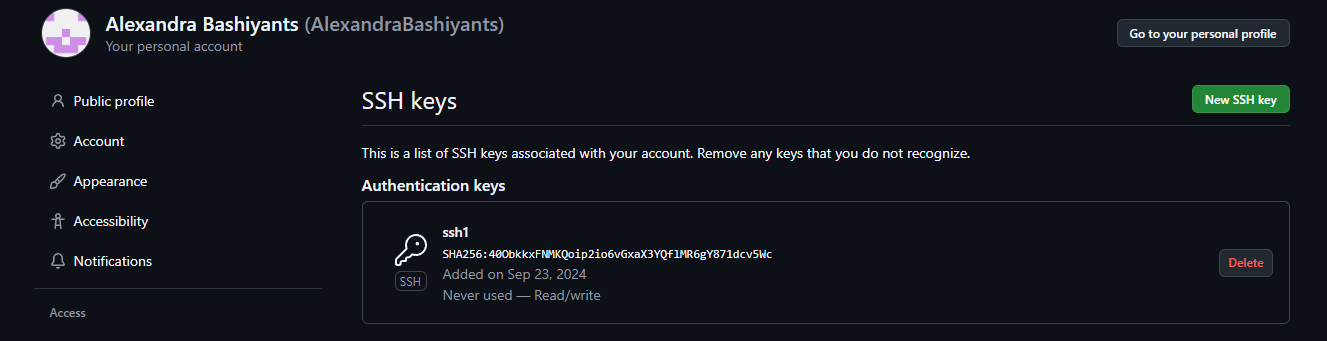 Alexandra Bashiyants (AlexandraBashiyants)
Your personal account
Go to your personal profile
Public profile
Account
Appearance
Accessibility
Notifications
Access
SSH keys
New SSH key
This is a list of SSH keys associated with your account. Remove any keys that you do not recognize.
Authentication keys
ssh1
SHA256:40ObkkxFNMKQoip2io6vGxaX3YQflMR6gY871dcv5Wc
SSH
Added on Sep 23, 2024
Never used — Read/write
Delete